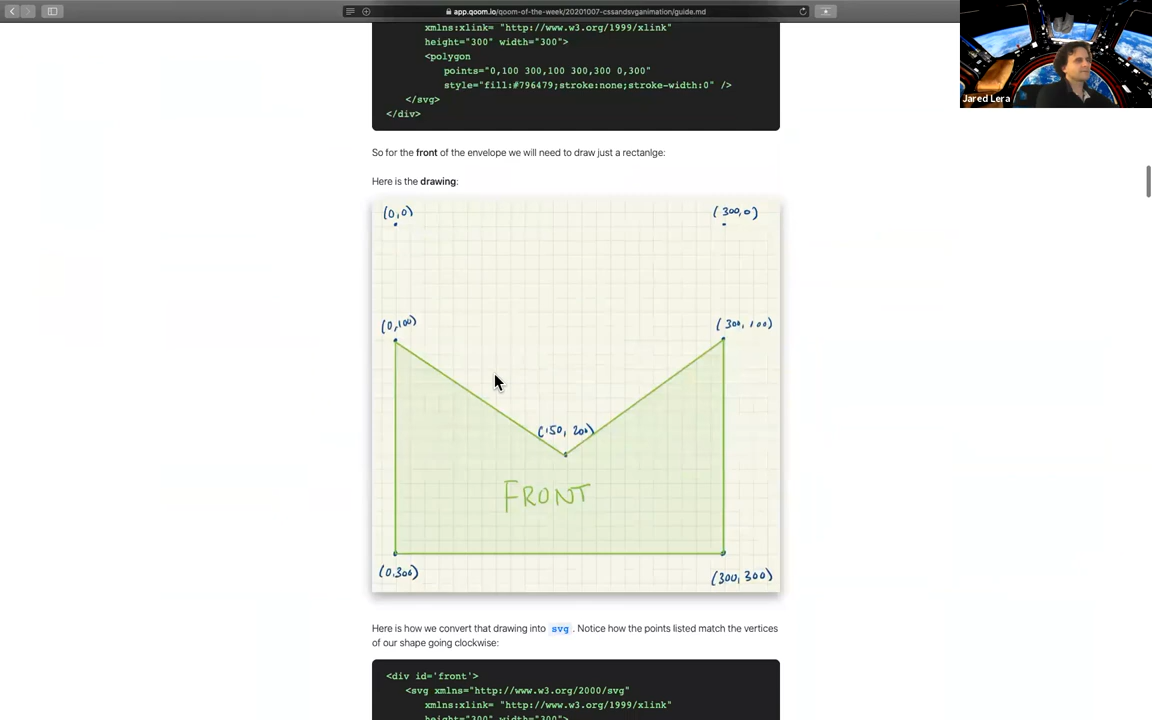 app.qoom.io/qoom-of-the-week/20201007-cssandsvganimation/guide.md
xmlns:xlink= "http://www.w3.org/1999/xlink"
height="300" width="300">
<polygon
points="0,100 300,100 300,300 0,300"
style="fill:#796479;stroke:none;stroke-width:0" />
</svg>
</div>
Jared Lera
So for the front of the envelope we will need to draw just a rectanlge:
Here is the drawing:
(0,0) (300,0)
(0,100) (300,100)
(150, 200)
FRONT
(0,300) (300,300)
Here is how we convert that drawing into svg . Notice how the points listed match the vertices
of our shape going clockwise:
<div id='front'>
<svg xmlns="http://www.w3.org/2000/svg"
xmlns:xlink= "http://www.w3.org/1999/xlink"
height="300" width="300">